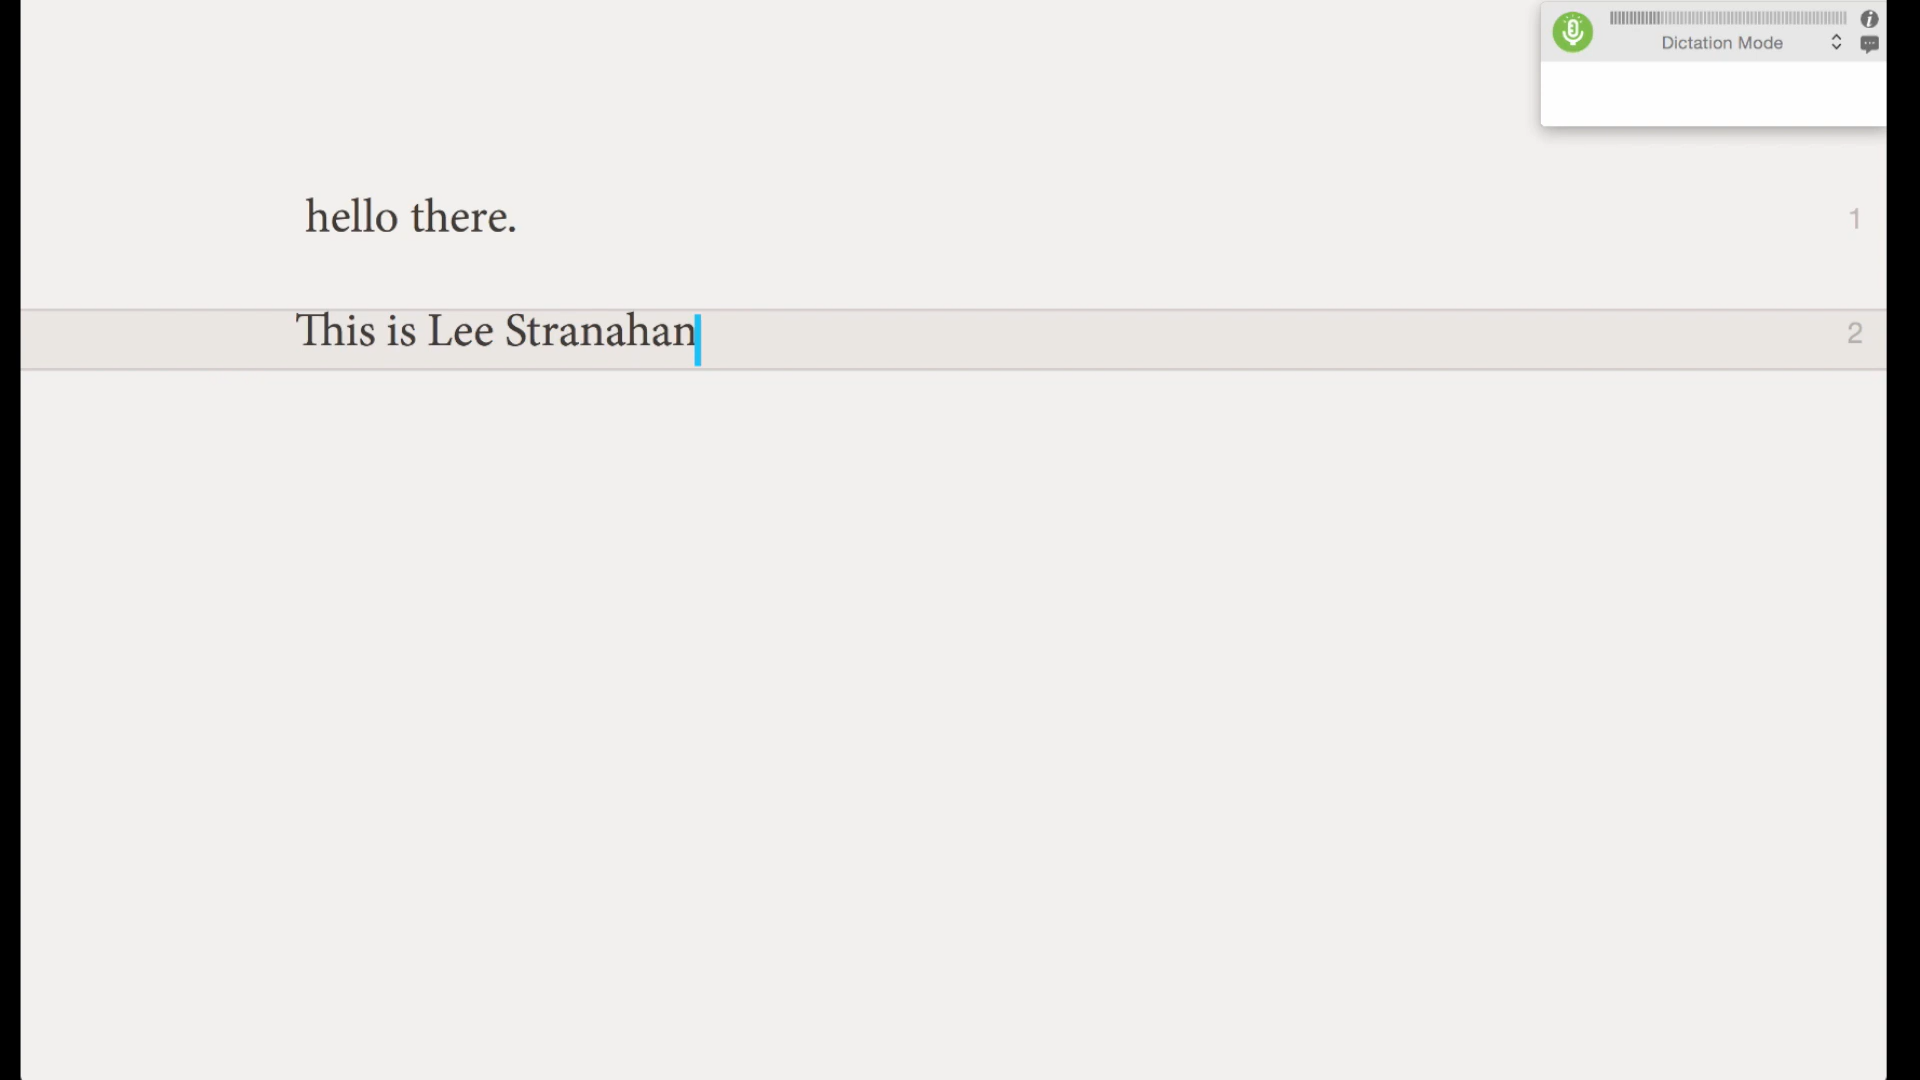 Dictation Mode
hello there. 1
This is Lee Stranahan 2